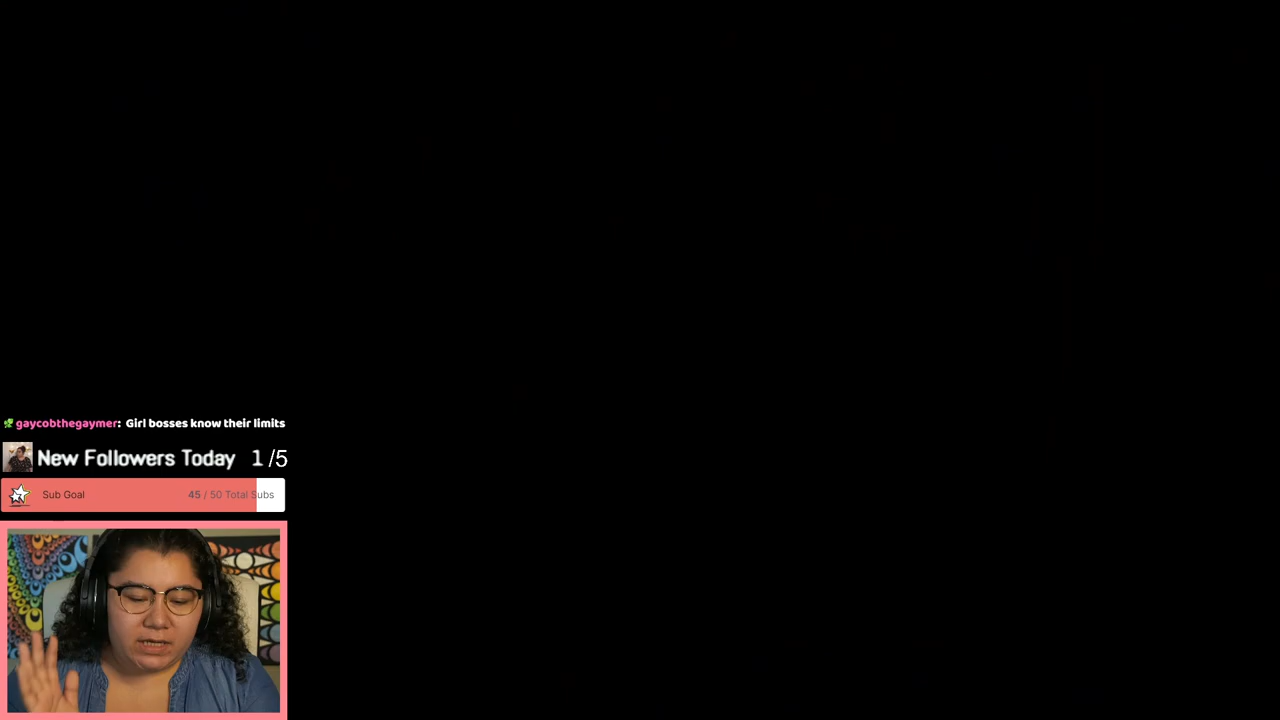 gaycobthegaymer: Girl bosses know their limits
New Followers Today 1 /5
Sub Goal 45 / 50 Total Subs